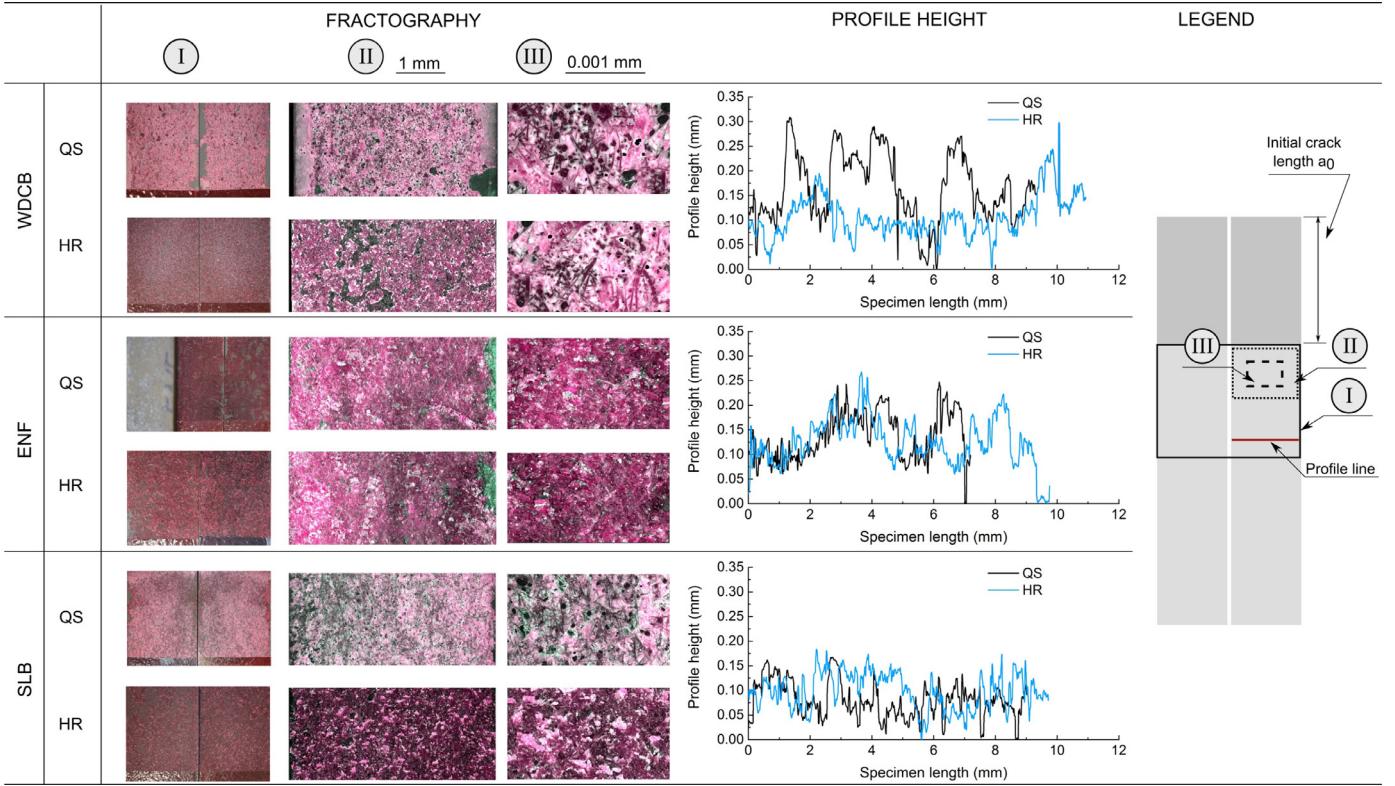 FRACTOGRAPHY
PROFILE HEIGHT
LEGEND
I
II
1 mm
III
0.001 mm
WDCB
QS
HR
0.35
0.30
0.25
0.20
0.15
0.10
0.05
0.00
Profile height (mm)
QS
HR
0 2 4 6 8 10 12
Specimen length (mm)
ENF
QS
HR
0.35
0.30
0.25
0.20
0.15
0.10
0.05
0.00
Profile height (mm)
QS
HR
0 2 4 6 8 10 12
Specimen length (mm)
SLB
QS
HR
0.35
0.30
0.25
0.20
0.15
0.10
0.05
0.00
Profile height (mm)
QS
HR
0 2 4 6 8 10 12
Specimen length (mm)
Initial crack
length a0
III
II
I
Profile line